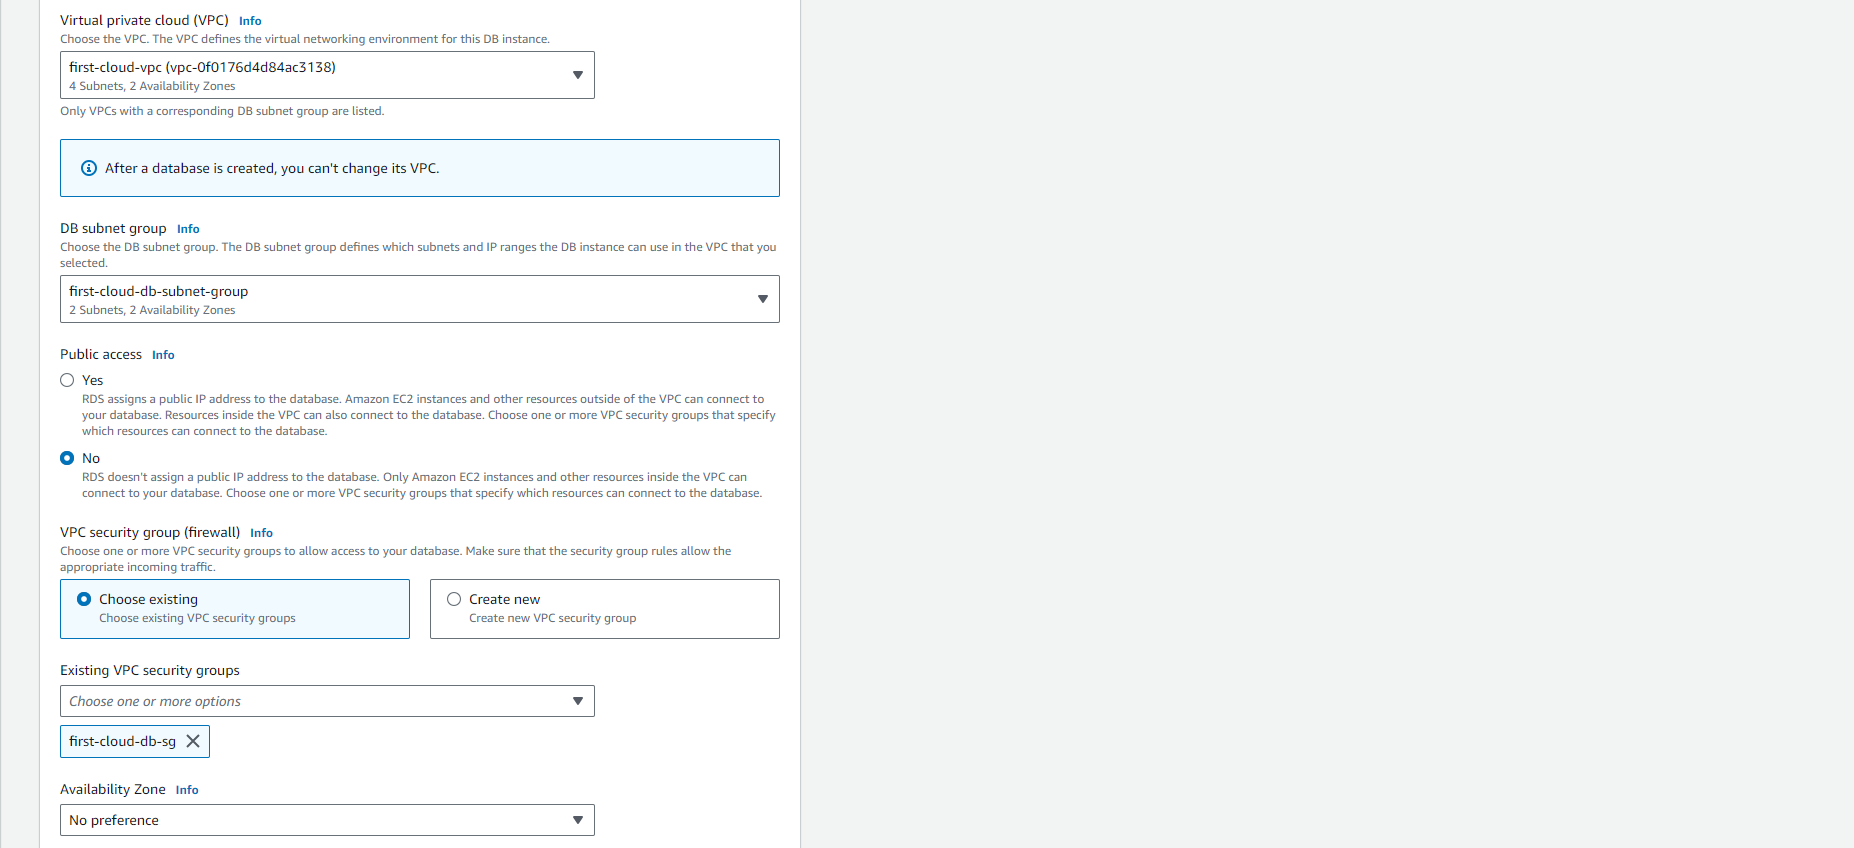 Virtual private cloud (VPC) Info
Choose the VPC. The VPC defines the virtual networking environment for this DB instance.
first-cloud-vpc (vpc-0f0176d4d84ac3138)
4 Subnets, 2 Availability Zones
Only VPCs with a corresponding DB subnet group are listed.
After a database is created, you can't change its VPC.
DB subnet group Info
Choose the DB subnet group. The DB subnet group defines which subnets and IP ranges the DB instance can use in the VPC that you
selected.
first-cloud-db-subnet-group
2 Subnets, 2 Availability Zones
Public access Info
Yes
RDS assigns a public IP address to the database. Amazon EC2 instances and other resources outside of the VPC can connect to
your database. Resources inside the VPC can also connect to the database. Choose one or more VPC security groups that specify
which resources can connect to the database.
No
RDS doesn't assign a public IP address to the database. Only Amazon EC2 instances and other resources inside the VPC can
connect to your database. Choose one or more VPC security groups that specify which resources can connect to the database.
VPC security group (firewall) Info
Choose one or more VPC security groups to allow access to your database. Make sure that the security group rules allow the
appropriate incoming traffic.
Choose existing
Choose existing VPC security groups
Create new
Create new VPC security group
Existing VPC security groups
Choose one or more options
first-cloud-db-sg
Availability Zone Info
No preference